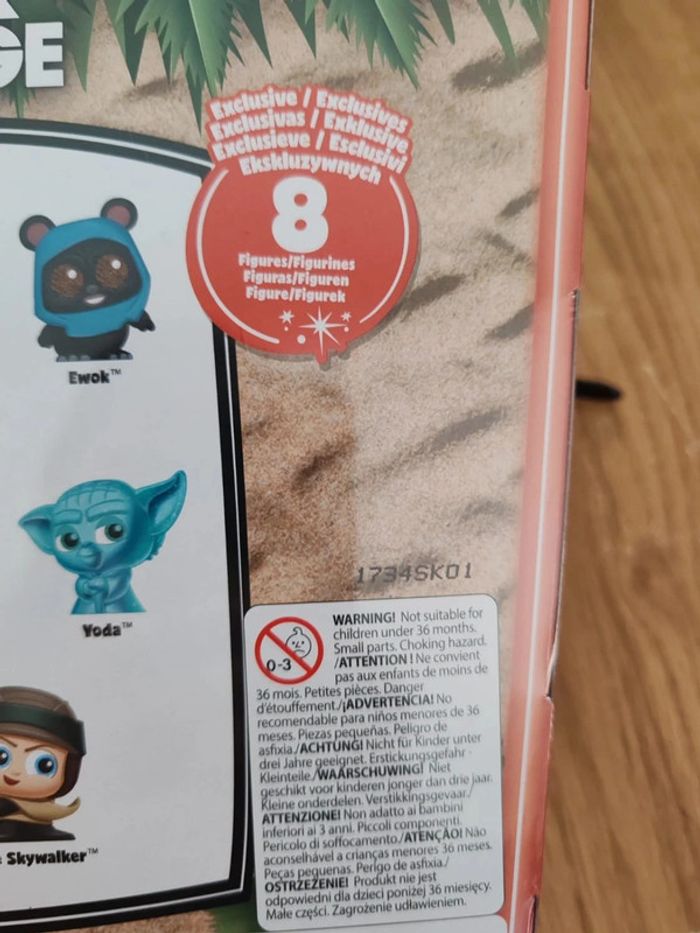 GE
Exclusive / Exclusives
Exclusivas / Exklusive
Exclusieve / Esclusivi
Ekskluzywnych
8
Figures/Figurines
Figuras/Figuren
Figure/Figurek
Ewok™
Yoda™
Skywalker™
1734SK01
0-3
WARNING! Not suitable for
children under 36 months.
Small parts. Choking hazard.
/ATTENTION ! Ne convient
pas aux enfants de moins de
36 mois. Petites pièces. Danger
d'étouffement./¡ADVERTENCIA! No
recomendable para niños menores de 36
meses. Piezas pequeñas. Peligro de
asfixia./ACHTUNG! Nicht für Kinder unter
drei Jahre geeignet. Erstickungsgefahr -
Kleinteile./WAARSCHUWING! Niet
geschikt voor kinderen jonger dan drie jaar.
Kleine onderdelen. Verstikkingsgevaar./
ATTENZIONE! Non adatto ai bambini
inferiori ai 3 anni. Piccoli componenti.
Pericolo di soffocamento./ATENÇÃO! Não
aconselhável a crianças menores 36 meses.
Peças pequenas. Perigo de asfixia./
OSTRZEŻENIE! Produkt nie jest
odpowiedni dla dzieci poniżej 36 miesięcy.
Małe części. Zagrożenie udławieniem.